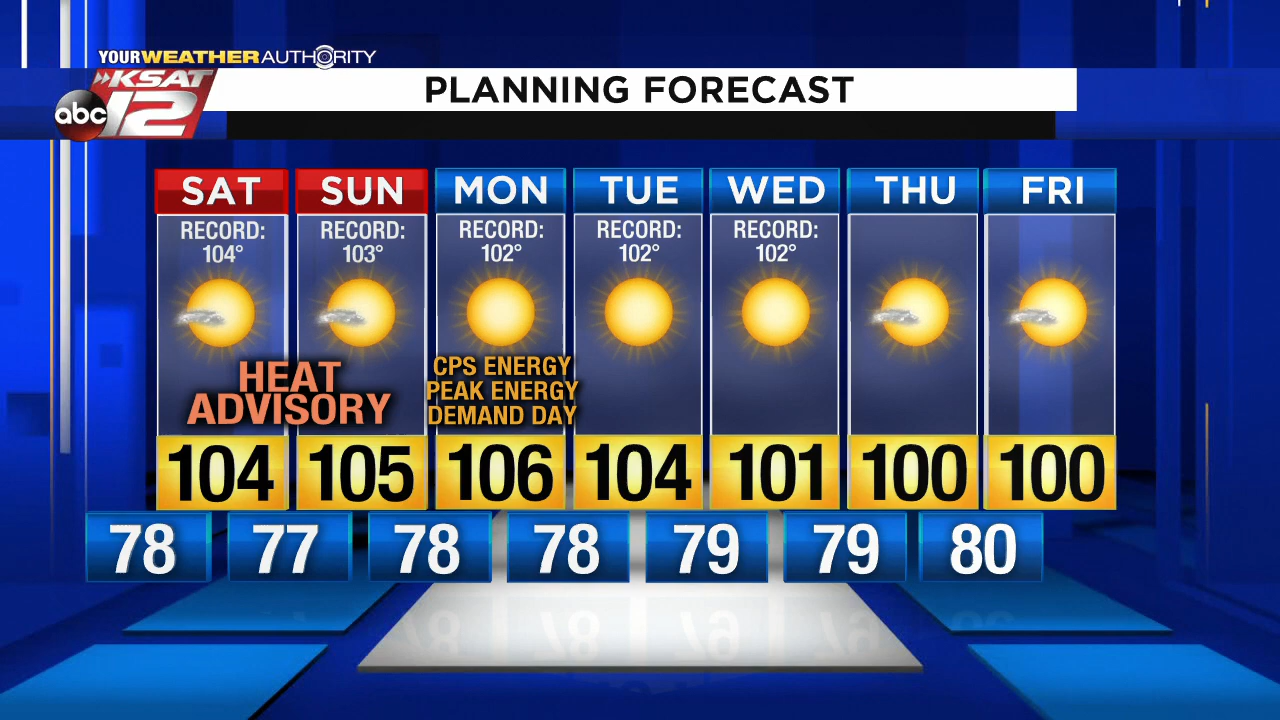 YOURWEATHERAUTHORITY
KSAT
abc 12
PLANNING FORECAST
SAT SUN MON TUE WED THU FRI
RECORD: RECORD: RECORD: RECORD: RECORD:
104° 103° 102° 102° 102°
HEAT
ADVISORY
CPS ENERGY
PEAK ENERGY
DEMAND DAY
104 105 106 104 101 100 100
78 77 78 78 79 79 80